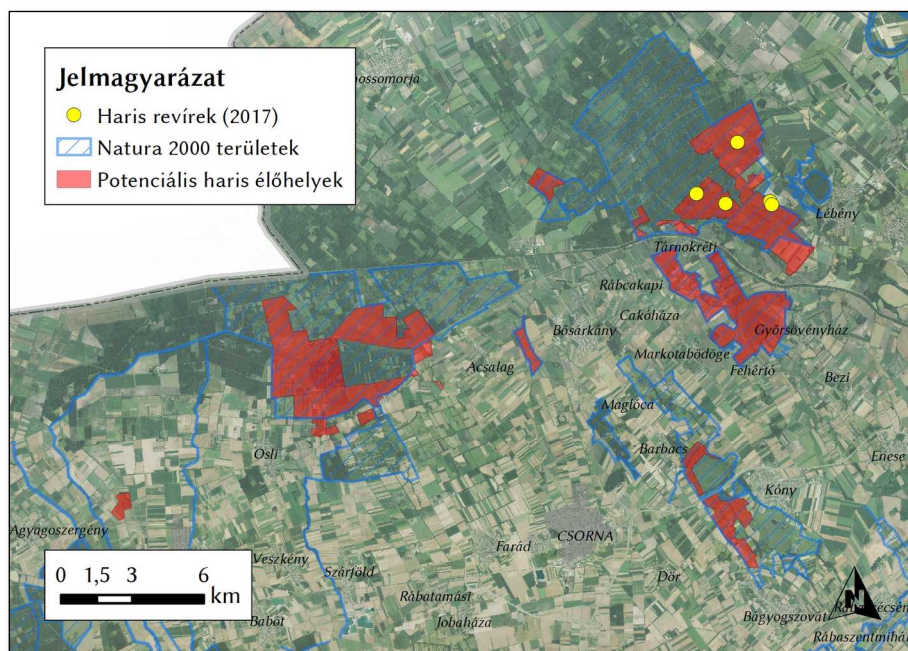 Jelmagyarázat
Haris revírek (2017)
Natura 2000 területek
Potenciális haris élőhelyek
Lébény
Tárnokréti
Rábcakapi
Cakóháza
Bősárkány
Győrsövényház
Markotabödöge
Acsalag
Fehértó
Bezi
Maglóca
Osli
Barbacs
Enese
Kóny
Agyagoszergény
CSORNA
Farád
Veszkény
Szárföld
Dör
Rábatamási
Babót
Jobaháza
Bágyogszovát
0 1,5 3 6
km
N